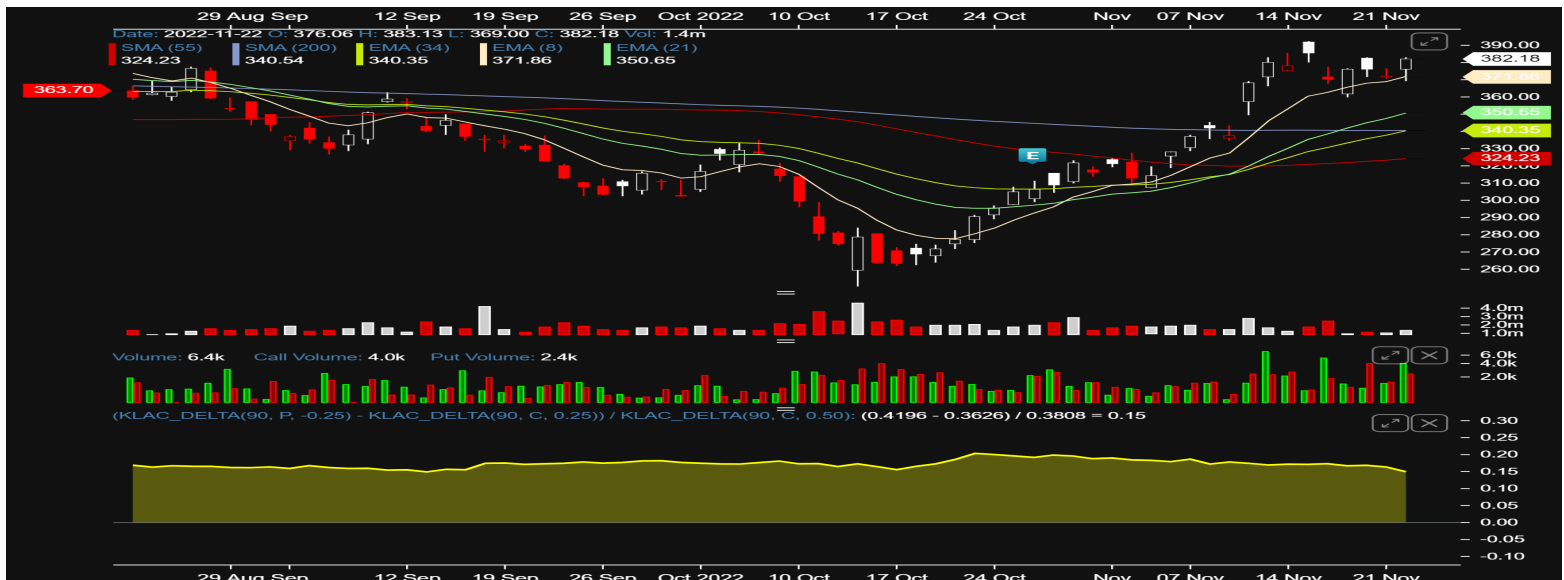 29 Aug Sep 12 Sep 19 Sep 26 Sep Oct 2022 10 Oct 17 Oct 24 Oct Nov 07 Nov 14 Nov 21 Nov
Date: 2022-11-22 O: 376.06 H: 383.13 L: 369.00 C: 382.18 Vol: 1.4m
SMA (55) SMA (200) EMA (34) EMA (8) EMA (21)
324.23 340.54 340.35 371.86 350.65
390.00
382.18
371.86
363.70
360.00
350.65
340.35
330.00
324.23
320.00
310.00
E
300.00
290.00
280.00
270.00
260.00
4.0m
3.0m
2.0m
1.0m
Volume: 6.4k Call Volume: 4.0k Put Volume: 2.4k
6.0k
4.0k
2.0k
(KLAC_DELTA(90, P, -0.25) - KLAC_DELTA(90, C, 0.25)) / KLAC_DELTA(90, C, 0.50): (0.4196 - 0.3626) / 0.3808 = 0.15
0.30
0.25
0.20
0.15
0.10
0.05
0.00
-0.05
-0.10
29 Aug Sep 12 Sep 19 Sep 26 Sep Oct 2022 10 Oct 17 Oct 24 Oct Nov 07 Nov 14 Nov 21 Nov